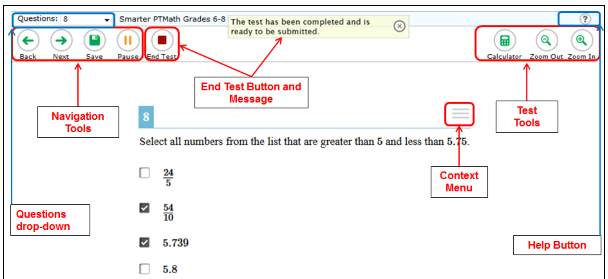 Questions: 8
Smarter PTMath Grades 6-8
The test has been completed and is
ready to be submitted.
?
Back Next Save Pause End Test
Calculator Zoom Out Zoom In
End Test Button and
Message
Navigation
Tools
Test
Tools
8
Select all numbers from the list that are greater than 5 and less than 5.75.
Context
Menu
24
5
54
10
5.739
5.8
Questions
drop-down
Help Button